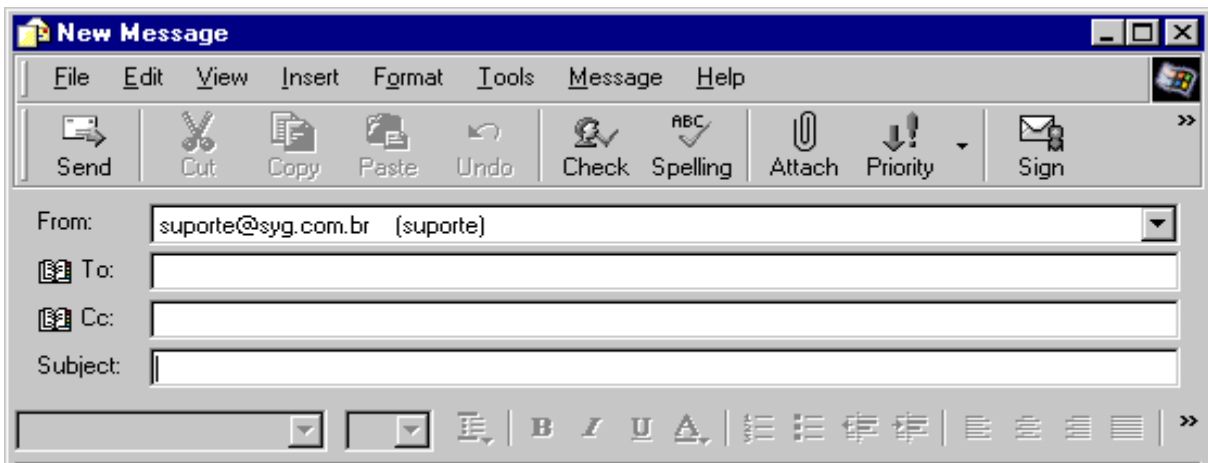 New Message
File Edit View Insert Format Tools Message Help
ABC
Send Cut Copy Paste Undo Check Spelling Attach Priority Sign
From: suporte@syg.com.br (suporte)
To:
Cc:
Subject:
B I U A